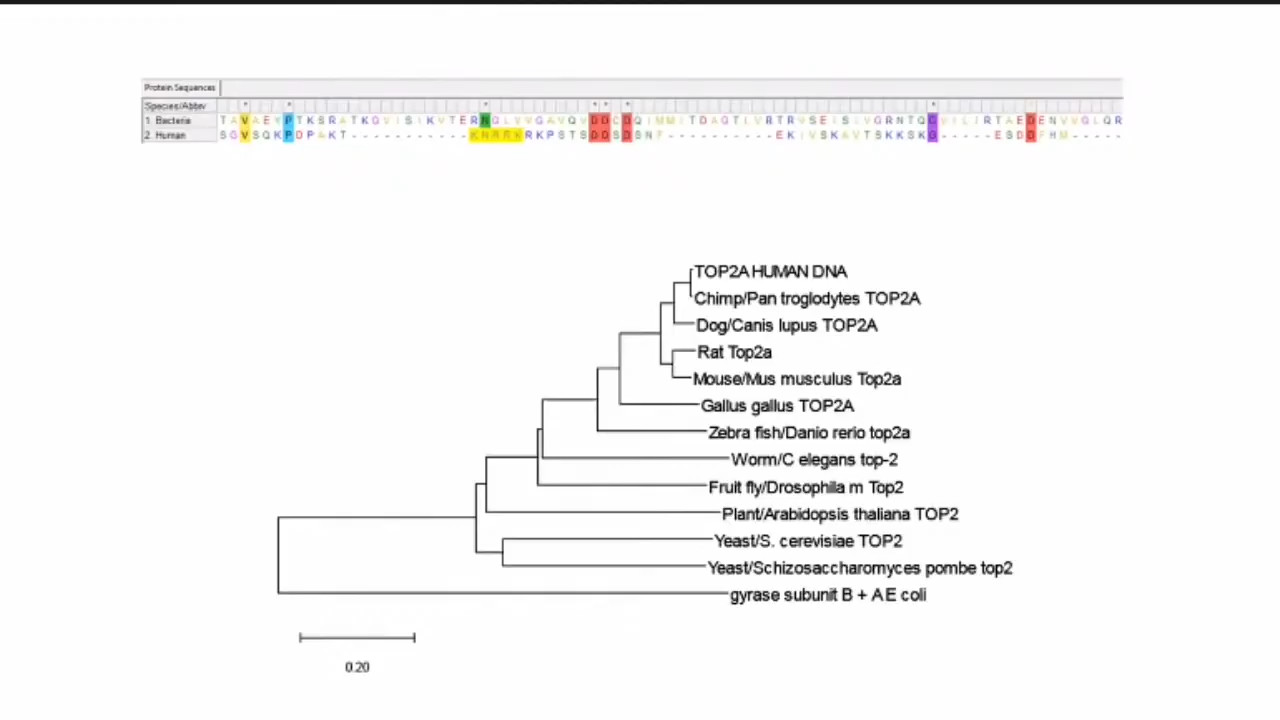 Protein Sequences
Species/Abbrv
1. Bacteria
2. Human
TOP2A HUMAN DNA
Chimp/Pan troglodytes TOP2A
Dog/Canis lupus TOP2A
Rat Top2a
Mouse/Mus musculus Top2a
Gallus gallus TOP2A
Zebra fish/Danio rerio top2a
Worm/C elegans top-2
Fruit fly/Drosophila m Top2
Plant/Arabidopsis thaliana TOP2
Yeast/S. cerevisiae TOP2
Yeast/Schizosaccharomyces pombe top2
gyrase subunit B + A E coli
0.20